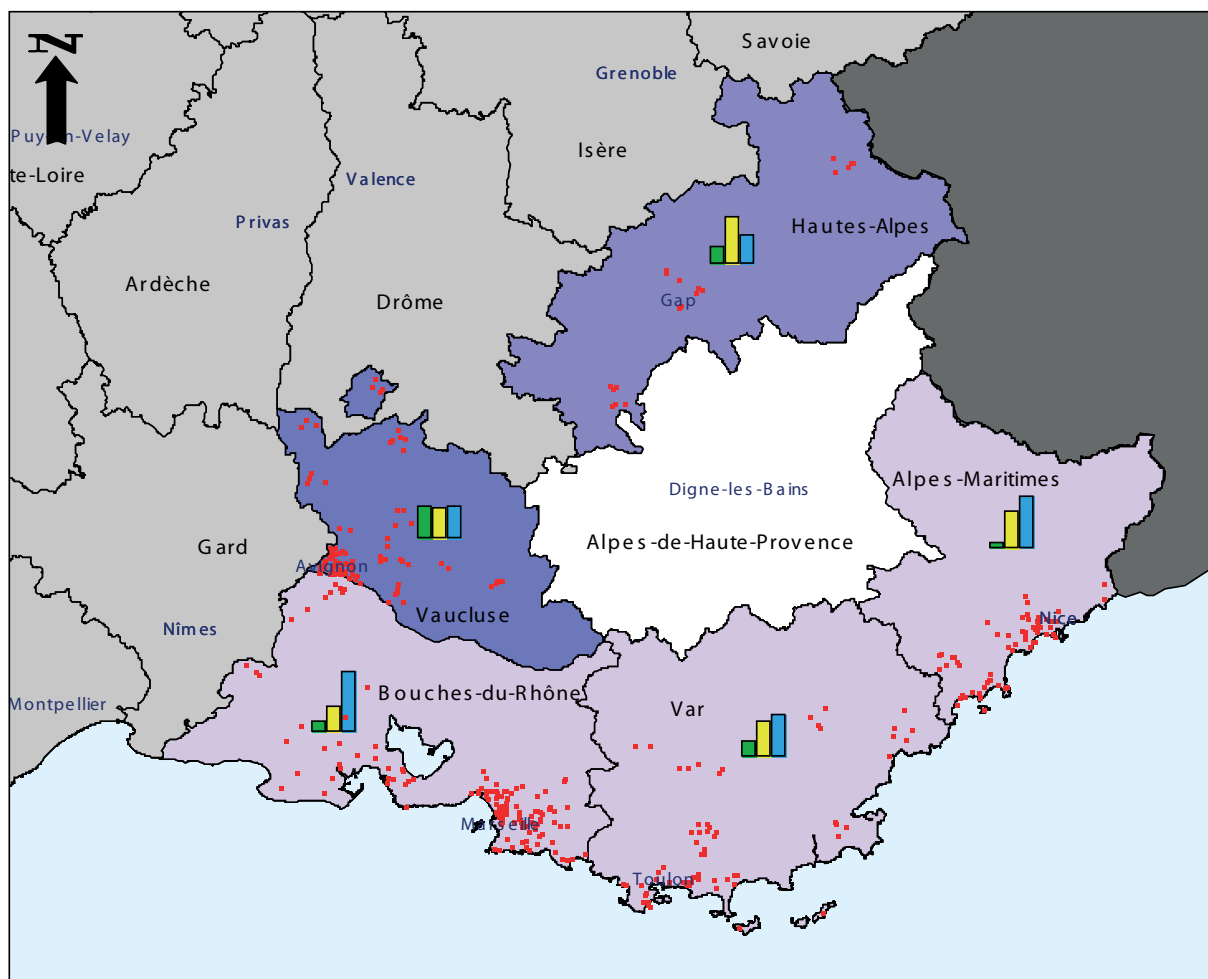 Savoie
N
Grenoble
Puy-en-Velay
Isère
te-Loire
Valence
Privas
Hautes-Alpes
Ardèche
Drôme
Gap
Alpes-Maritimes
Digne-les-Bains
Gard
Alpes-de-Haute-Provence
Avignon
Vaucluse
Nice
Nîmes
Bouches-du-Rhône
Montpellier
Var
Marseille
Toulon